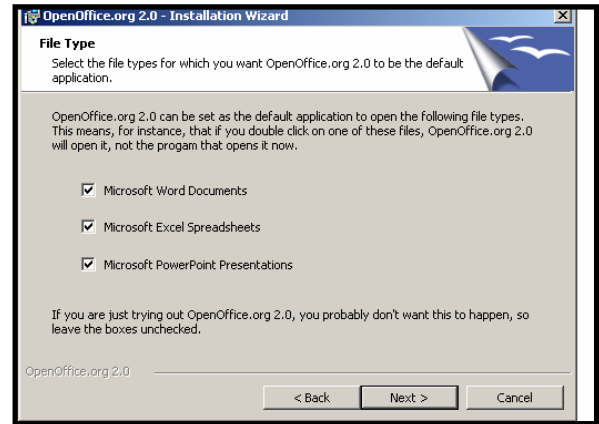 OpenOffice.org 2.0 - Installation Wizard
File Type
Select the file types for which you want OpenOffice.org 2.0 to be the default
application.
OpenOffice.org 2.0 can be set as the default application to open the following file types.
This means, for instance, that if you double click on one of these files, OpenOffice.org 2.0
will open it, not the progam that opens it now.
Microsoft Word Documents
Microsoft Excel Spreadsheets
Microsoft PowerPoint Presentations
If you are just trying out OpenOffice.org 2.0, you probably don't want this to happen, so
leave the boxes unchecked.
OpenOffice.org 2.0
< Back Next > Cancel